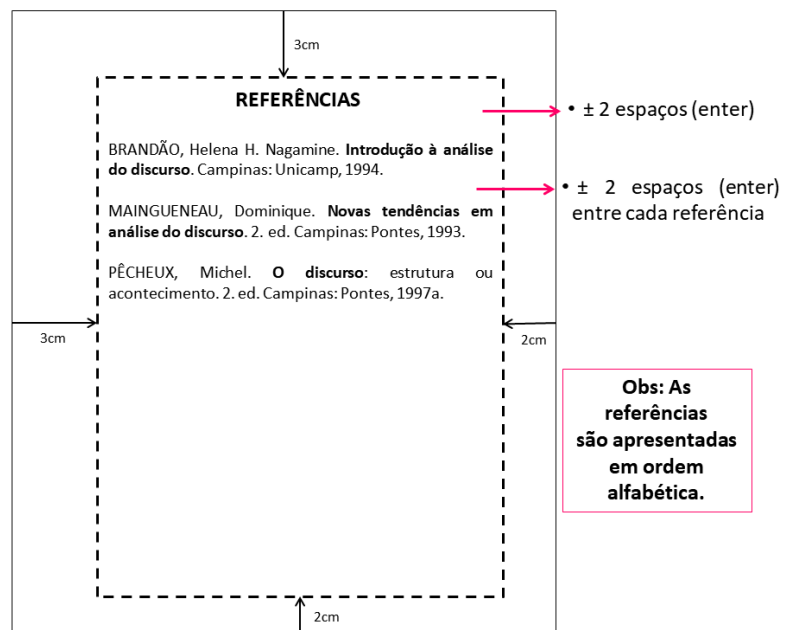 3cm
REFERÊNCIAS
• ± 2 espaços (enter)
BRANDÃO, Helena H. Nagamine. Introdução à análise
do discurso. Campinas: Unicamp, 1994.
• ± 2 espaços (enter)
entre cada referência
MAINGUENEAU, Dominique. Novas tendências em
análise do discurso. 2. ed. Campinas: Pontes, 1993.
PÊCHEUX, Michel. O discurso: estrutura ou
acontecimento. 2. ed. Campinas: Pontes, 1997a.
3cm
2cm
Obs: As
referências
são apresentadas
em ordem
alfabética.
2cm